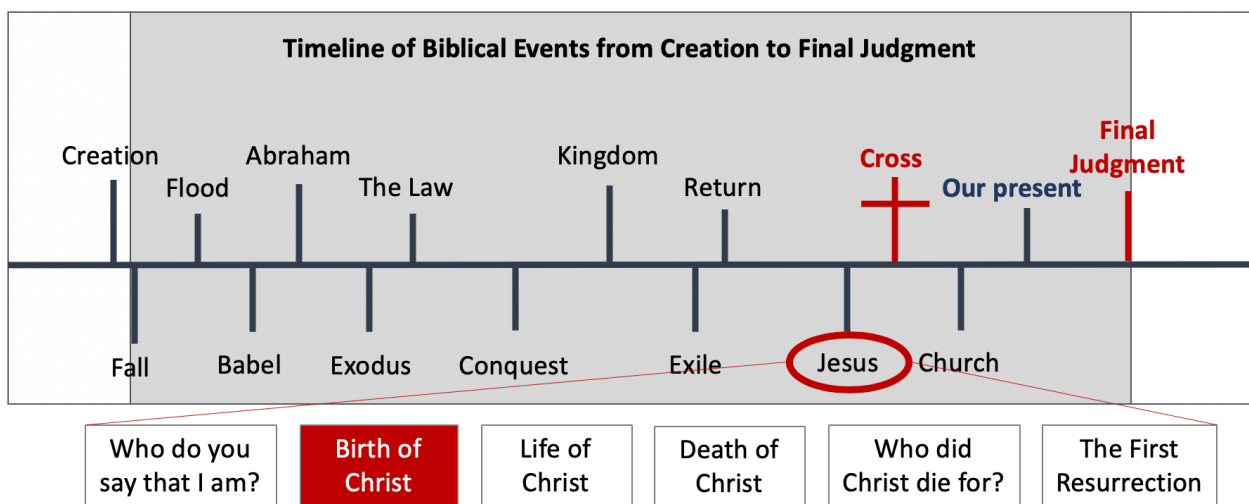 Timeline of Biblical Events from Creation to Final Judgment
Creation
Flood
Abraham
The Law
Kingdom
Return
Cross
Our present
Final
Judgment
Fall
Babel
Exodus
Conquest
Exile
Jesus
Church
Who do you
say that I am?
Birth of
Christ
Life of
Christ
Death of
Christ
Who did
Christ die for?
The First
Resurrection